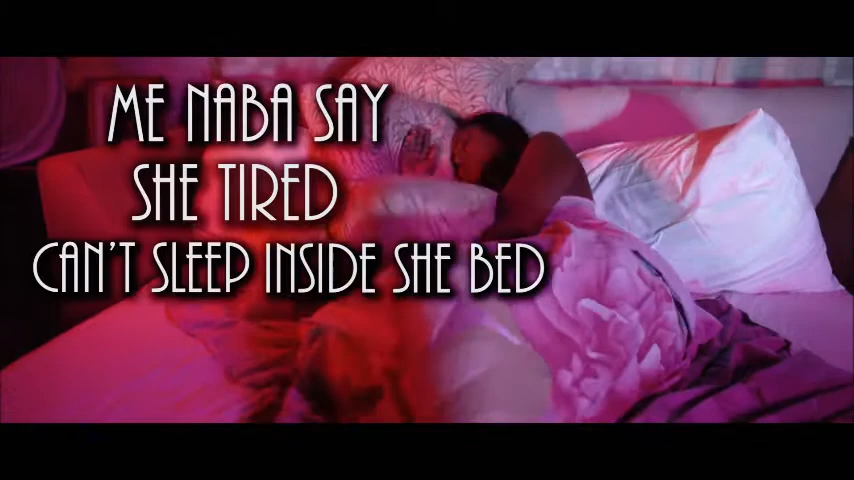 ME NABA SAY
SHE TIRED
CAN'T SLEEP INSIDE SHE BED